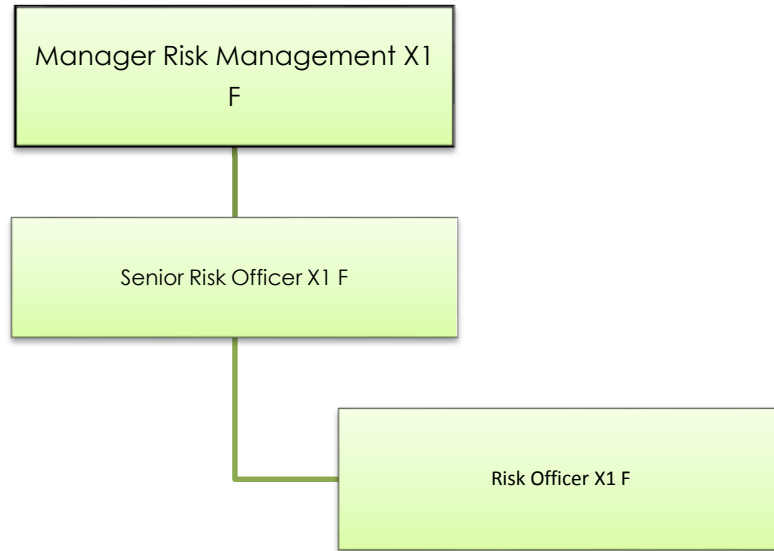 Manager Risk Management X1
F
Senior Risk Officer X1 F
Risk Officer X1 F